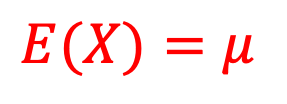 E(X) = μ